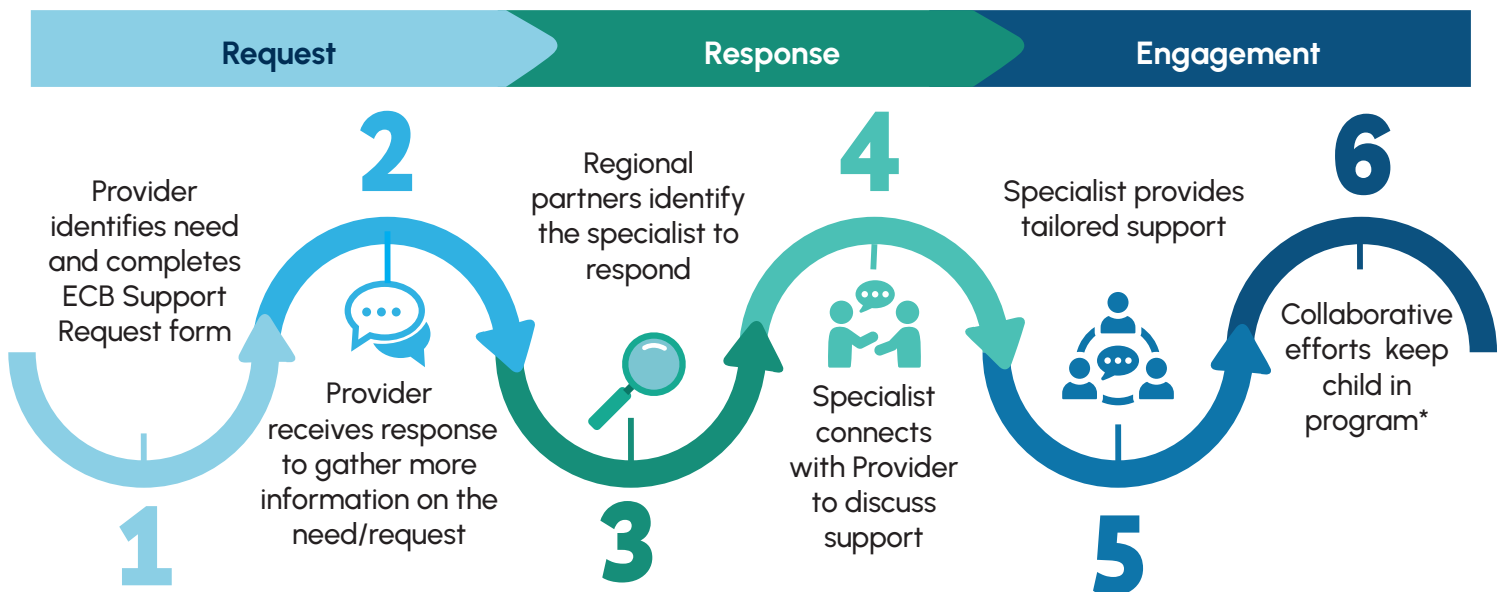 Request
Response
Engagement
1
Provider
identifies need
and completes
ECB Support
Request form
2
Provider
receives response
to gather more
information on the
need/request
3
Regional
partners identify
the specialist to
respond
4
Specialist
connects
with Provider
to discuss
support
5
Specialist provides
tailored support
6
Collaborative
efforts keep
child in
program*